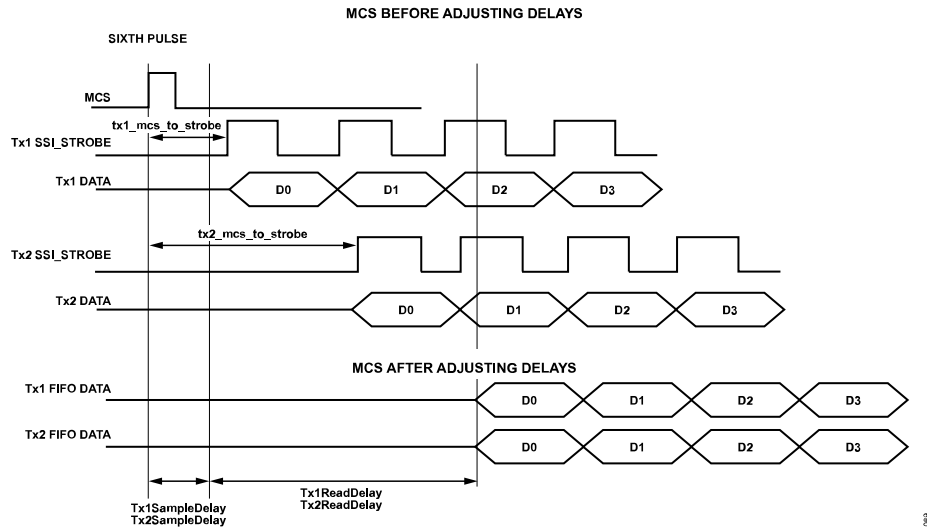 MCS BEFORE ADJUSTING DELAYS
SIXTH PULSE
MCS
tx1_mcs_to_strobe
Tx1 SSI_STROBE
Tx1 DATA
D0
D1
D2
D3
tx2_mcs_to_strobe
Tx2 SSI_STROBE
Tx2 DATA
D0
D1
D2
D3
MCS AFTER ADJUSTING DELAYS
Tx1 FIFO DATA
D0
D1
D2
D3
Tx2 FIFO DATA
D0
D1
D2
D3
Tx1ReadDelay
Tx2ReadDelay
Tx1SampleDelay
Tx2SampleDelay